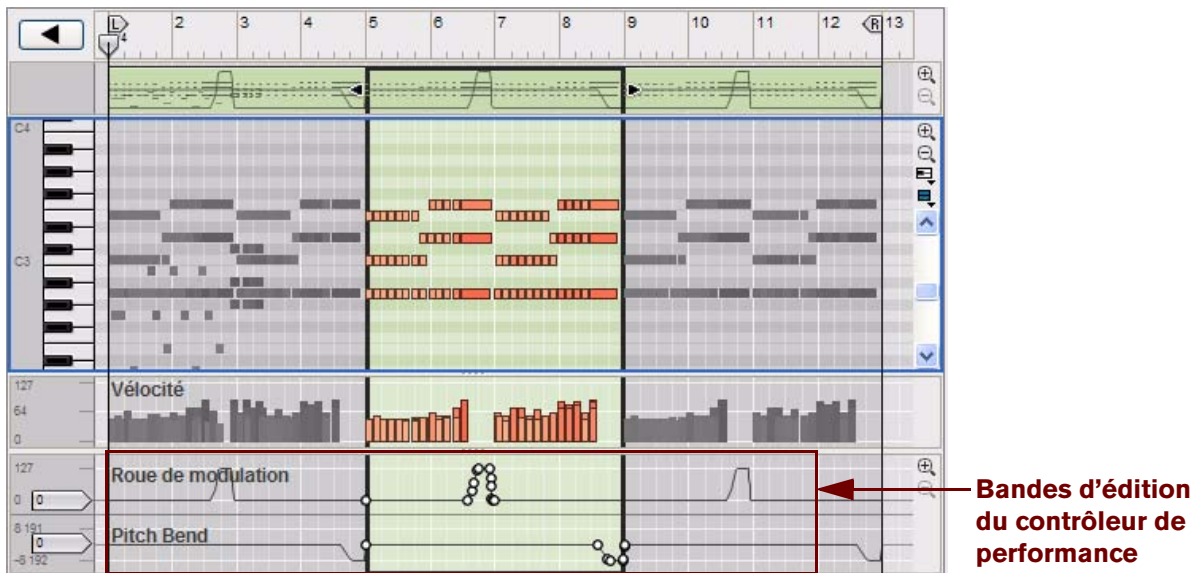 L 2 3 4 5 6 7 8 9 10 11 12 R 13
4
C4
C3
127 Vélocité
64
0
127 Roue de modulation
0 0
8 191 Pitch Bend
0
-8 192
Bandes d'édition
du contrôleur de
performance